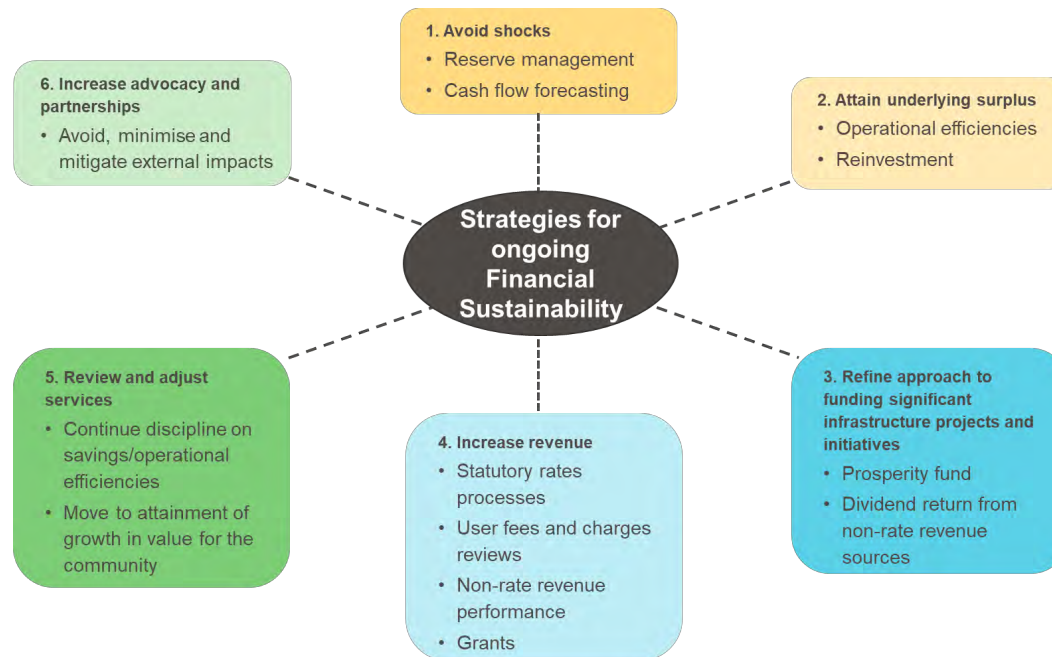 1. Avoid shocks
• Reserve management
• Cash flow forecasting
2. Attain underlying surplus
• Operational efficiencies
• Reinvestment
3. Refine approach to
funding significant
infrastructure projects and
initiatives
• Prosperity fund
• Dividend return from
non-rate revenue
sources
4. Increase revenue
• Statutory rates
processes
• User fees and charges
reviews
• Non-rate revenue
performance
• Grants
5. Review and adjust
services
• Continue discipline on
savings/operational
efficiencies
• Move to attainment of
growth in value for the
community
6. Increase advocacy and
partnerships
• Avoid, minimise and
mitigate external impacts
Strategies for
ongoing
Financial
Sustainability